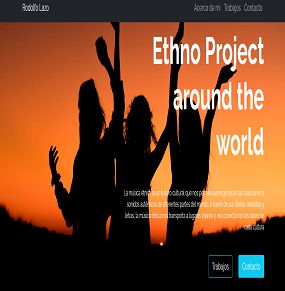 Rodolfo Lazo
Acerca de mi Trabajos Contacto
Ethno Project
around the
world
La música étnica es un tesoro cultural que nos permite sumergirnos en las tradiciones y
sonidos auténticos de diferentes partes del mundo. A través de sus ritmos, melodías y
letras, la música étnica nos transporta a lugares lejanos y nos conecta con las raíces de
cada cultura
Trabajos
Contacto